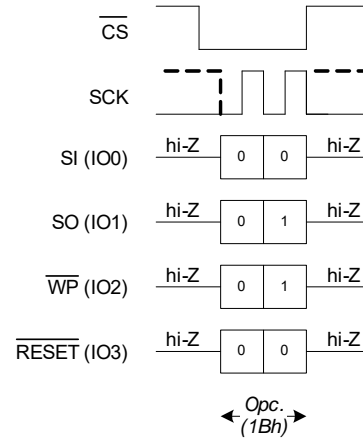 CS
SCK
SI (IO0) hi-Z 0 0 hi-Z
SO (IO1) hi-Z 0 1 hi-Z
WP (IO2) hi-Z 0 1 hi-Z
RESET (IO3) hi-Z 0 0 hi-Z
Opc.
(1Bh)